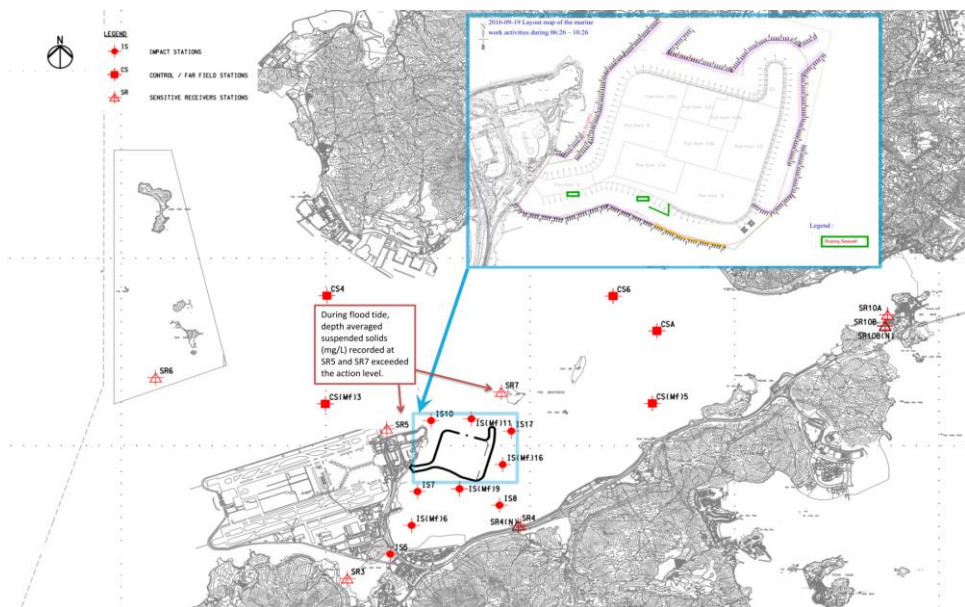 LEGEND
N
IS
IMPACT STATIONS
CS
CONTROL / FAR FIELD STATIONS
SR
SENSITIVE RECEIVERS STATIONS
2016-09-19 Layout map of the marine
work activities during 06:26 – 10:26
Legend :
CS4
CS6
CSA
SR10A
SR10B
SR10B(N)
During flood tide,
depth averaged
suspended solids
(mg/L) recorded at
SR5 and SR7 exceeded
the action level.
SR6
SR7
CS(Mf)3
CS(Mf)5
SR5
IS10
IS(Mf)11
IS17
IS(Mf)16
IS7
IS(Mf)9
IS8
IS(Mf)6
SR4(N)
SR4
IS5
SR3